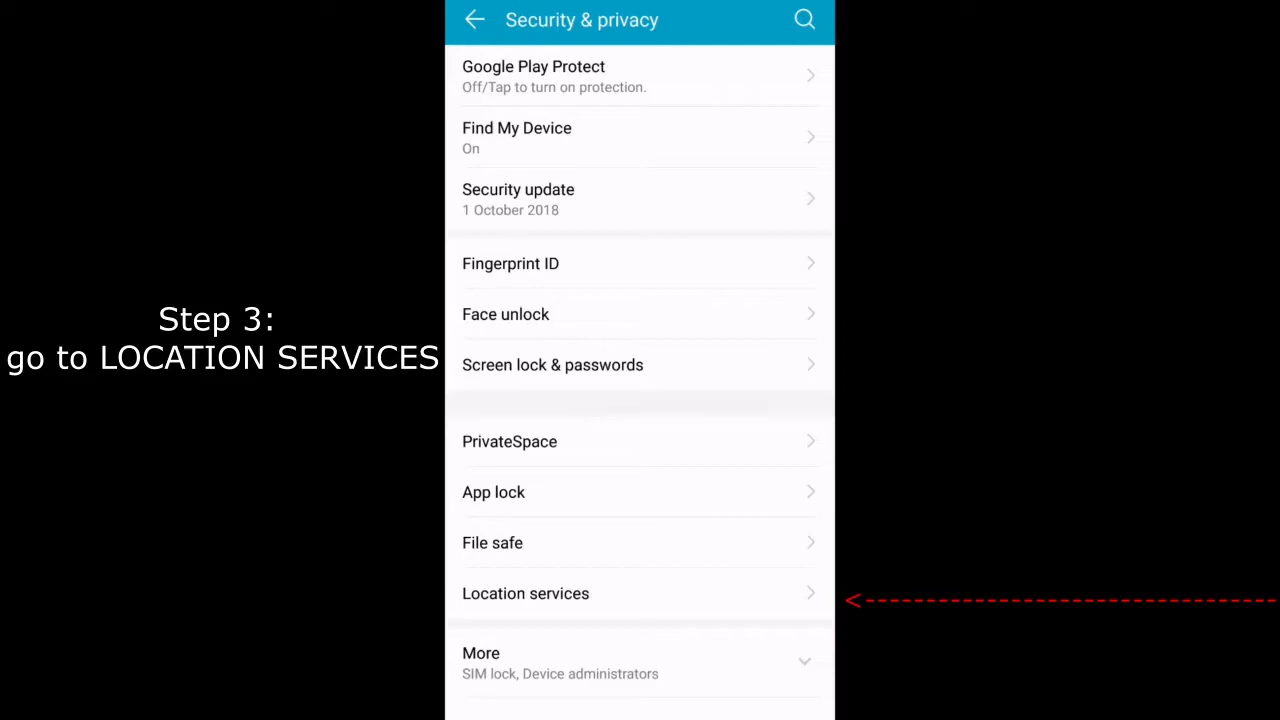 Security & privacy
Google Play Protect
Off/Tap to turn on protection.
Find My Device
On
Security update
1 October 2018
Fingerprint ID
Face unlock
Screen lock & passwords
PrivateSpace
App lock
File safe
Location services
More
SIM lock, Device administrators
Step 3:
go to LOCATION SERVICES